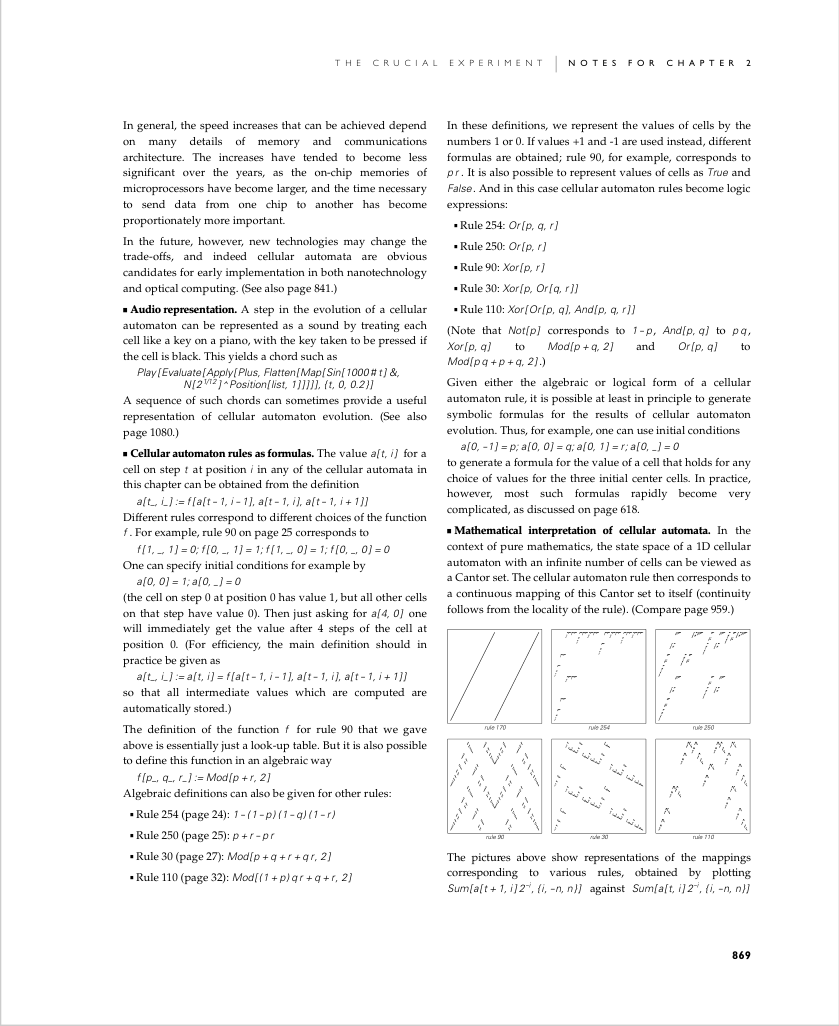 THE CRUCIAL EXPERIMENT | NOTES FOR CHAPTER 2
In general, the speed increases that can be achieved depend
on many details of memory and communications
architecture. The increases have tended to become less
significant over the years, as the on-chip memories of
microprocessors have become larger, and the time necessary
to send data from one chip to another has become
proportionately more important.
In the future, however, new technologies may change the
trade-offs, and indeed cellular automata are obvious
candidates for early implementation in both nanotechnology
and optical computing. (See also page 841.)
▪ Audio representation. A step in the evolution of a cellular
automaton can be represented as a sound by treating each
cell like a key on a piano, with the key taken to be pressed if
the cell is black. This yields a chord such as
Play[Evaluate[Apply[Plus, Flatten[Map[Sin[1000 # t] &,
N[2^1/12]^Position[list, 1]]]]], {t, 0, 0.2}]
A sequence of such chords can sometimes provide a useful
representation of cellular automaton evolution. (See also
page 1080.)
▪ Cellular automaton rules as formulas. The value a[t, i] for a
cell on step t at position i in any of the cellular automata in
this chapter can be obtained from the definition
a[t_, i_] := f[a[t – 1, i – 1], a[t – 1, i], a[t – 1, i + 1]]
Different rules correspond to different choices of the function
f. For example, rule 90 on page 25 corresponds to
f[1, _, 1] = 0; f[0, _, 1] = 1; f[1, _, 0] = 1; f[0, _, 0] = 0
One can specify initial conditions for example by
a[0, 0] = 1; a[0, _] = 0
(the cell on step 0 at position 0 has value 1, but all other cells
on that step have value 0). Then just asking for a[4, 0] one
will immediately get the value after 4 steps of the cell at
position 0. (For efficiency, the main definition should in
practice be given as
a[t_, i_] := a[t, i] = f[a[t – 1, i – 1], a[t – 1, i], a[t – 1, i + 1]]
so that all intermediate values which are computed are
automatically stored.)
The definition of the function f for rule 90 that we gave
above is essentially just a look-up table. But it is also possible
to define this function in an algebraic way
f[p_, q_, r_] := Mod[p + r, 2]
Algebraic definitions can also be given for other rules:
▪ Rule 254 (page 24): 1 – (1 – p) (1 – q) (1 – r)
▪ Rule 250 (page 25): p + r – p r
▪ Rule 30 (page 27): Mod[p + q + r + q r, 2]
▪ Rule 110 (page 32): Mod[(1 + p) q r + q + r, 2]
In these definitions, we represent the values of cells by the
numbers 1 or 0. If values +1 and -1 are used instead, different
formulas are obtained; rule 90, for example, corresponds to
p r. It is also possible to represent values of cells as True and
False. And in this case cellular automaton rules become logic
expressions:
▪ Rule 254: Or[p, q, r]
▪ Rule 250: Or[p, r]
▪ Rule 90: Xor[p, r]
▪ Rule 30: Xor[p, Or[q, r]]
▪ Rule 110: Xor[Or[p, q], And[p, q, r]]
(Note that Not[p] corresponds to 1 – p, And[p, q] to p q,
Xor[p, q] to Mod[p + q, 2] and Or[p, q] to
Mod[p q + p + q, 2].)
Given either the algebraic or logical form of a cellular
automaton rule, it is possible at least in principle to generate
symbolic formulas for the results of cellular automaton
evolution. Thus, for example, one can use initial conditions
a[0, –1] = p; a[0, 0] = q; a[0, 1] = r; a[0, _] = 0
to generate a formula for the value of a cell that holds for any
choice of values for the three initial center cells. In practice,
however, most such formulas rapidly become very
complicated, as discussed on page 618.
▪ Mathematical interpretation of cellular automata. In the
context of pure mathematics, the state space of a 1D cellular
automaton with an infinite number of cells can be viewed as
a Cantor set. The cellular automaton rule then corresponds to
a continuous mapping of this Cantor set to itself (continuity
follows from the locality of the rule). (Compare page 959.)
rule 170
rule 254
rule 250
rule 90
rule 30
rule 110
The pictures above show representations of the mappings
corresponding to various rules, obtained by plotting
Sum[a[t + 1, i] 2^–i, {i, –n, n}] against Sum[a[t, i] 2^–i, {i, –n, n}]
869